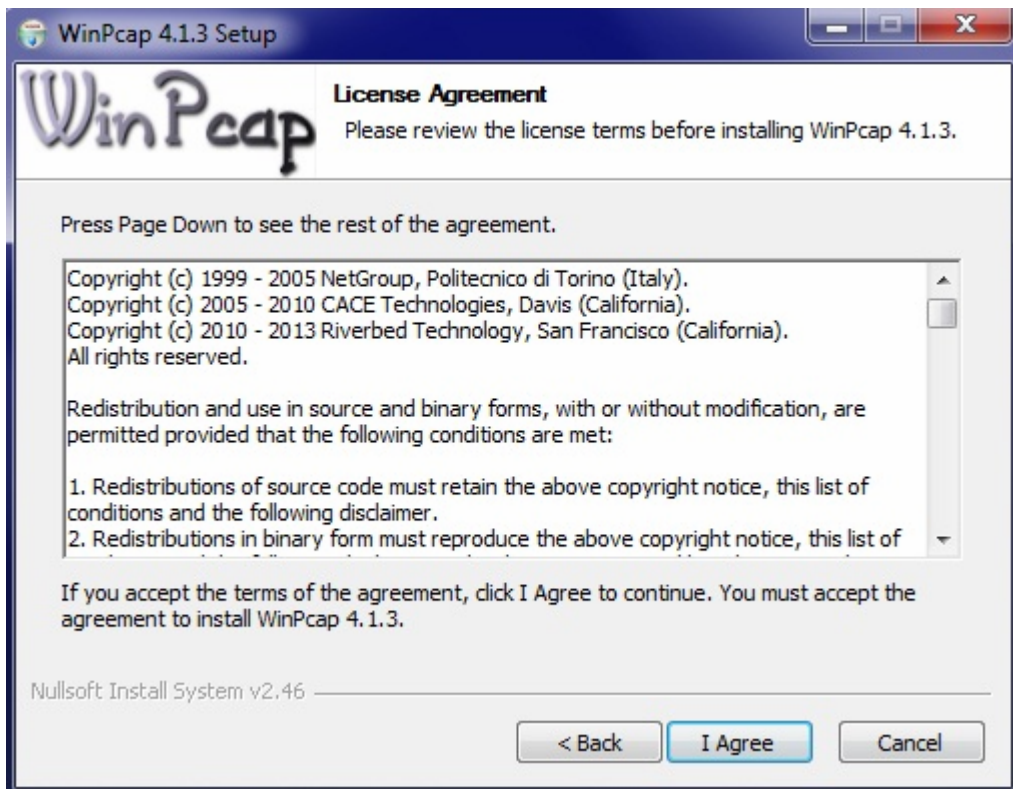 WinPcap 4.1.3 Setup
WinPcap
License Agreement
Please review the license terms before installing WinPcap 4.1.3.
Press Page Down to see the rest of the agreement.
Copyright (c) 1999 - 2005 NetGroup, Politecnico di Torino (Italy).
Copyright (c) 2005 - 2010 CACE Technologies, Davis (California).
Copyright (c) 2010 - 2013 Riverbed Technology, San Francisco (California).
All rights reserved.
Redistribution and use in source and binary forms, with or without modification, are
permitted provided that the following conditions are met:
1. Redistributions of source code must retain the above copyright notice, this list of
conditions and the following disclaimer.
2. Redistributions in binary form must reproduce the above copyright notice, this list of
If you accept the terms of the agreement, click I Agree to continue. You must accept the
agreement to install WinPcap 4.1.3.
Nullsoft Install System v2.46
< Back
I Agree
Cancel